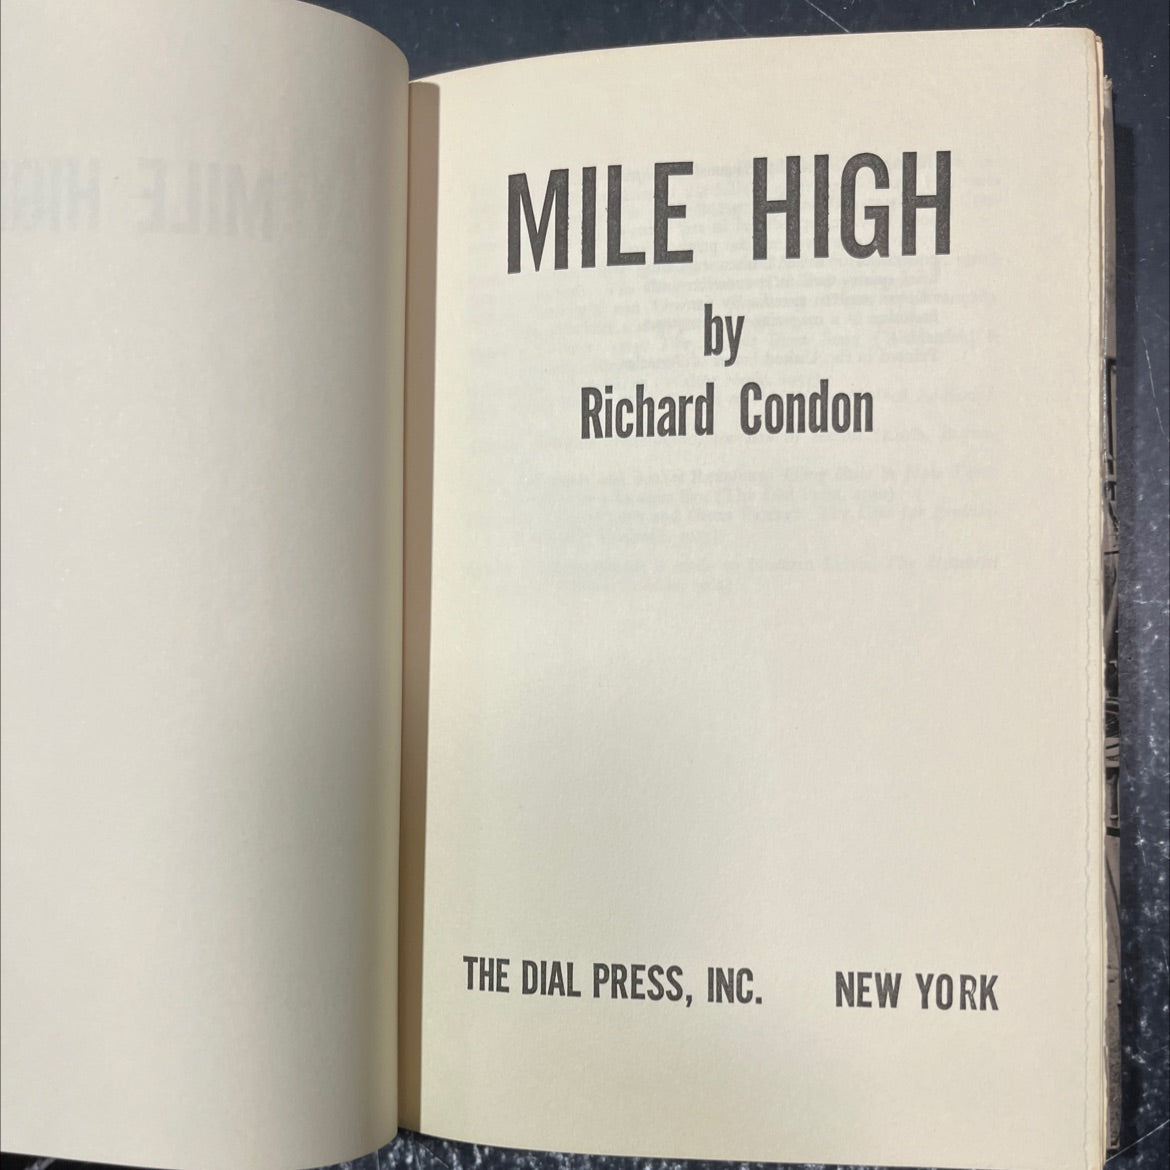 MILE HIGH
by
Richard Condon
THE DIAL PRESS, INC. NEW YORK